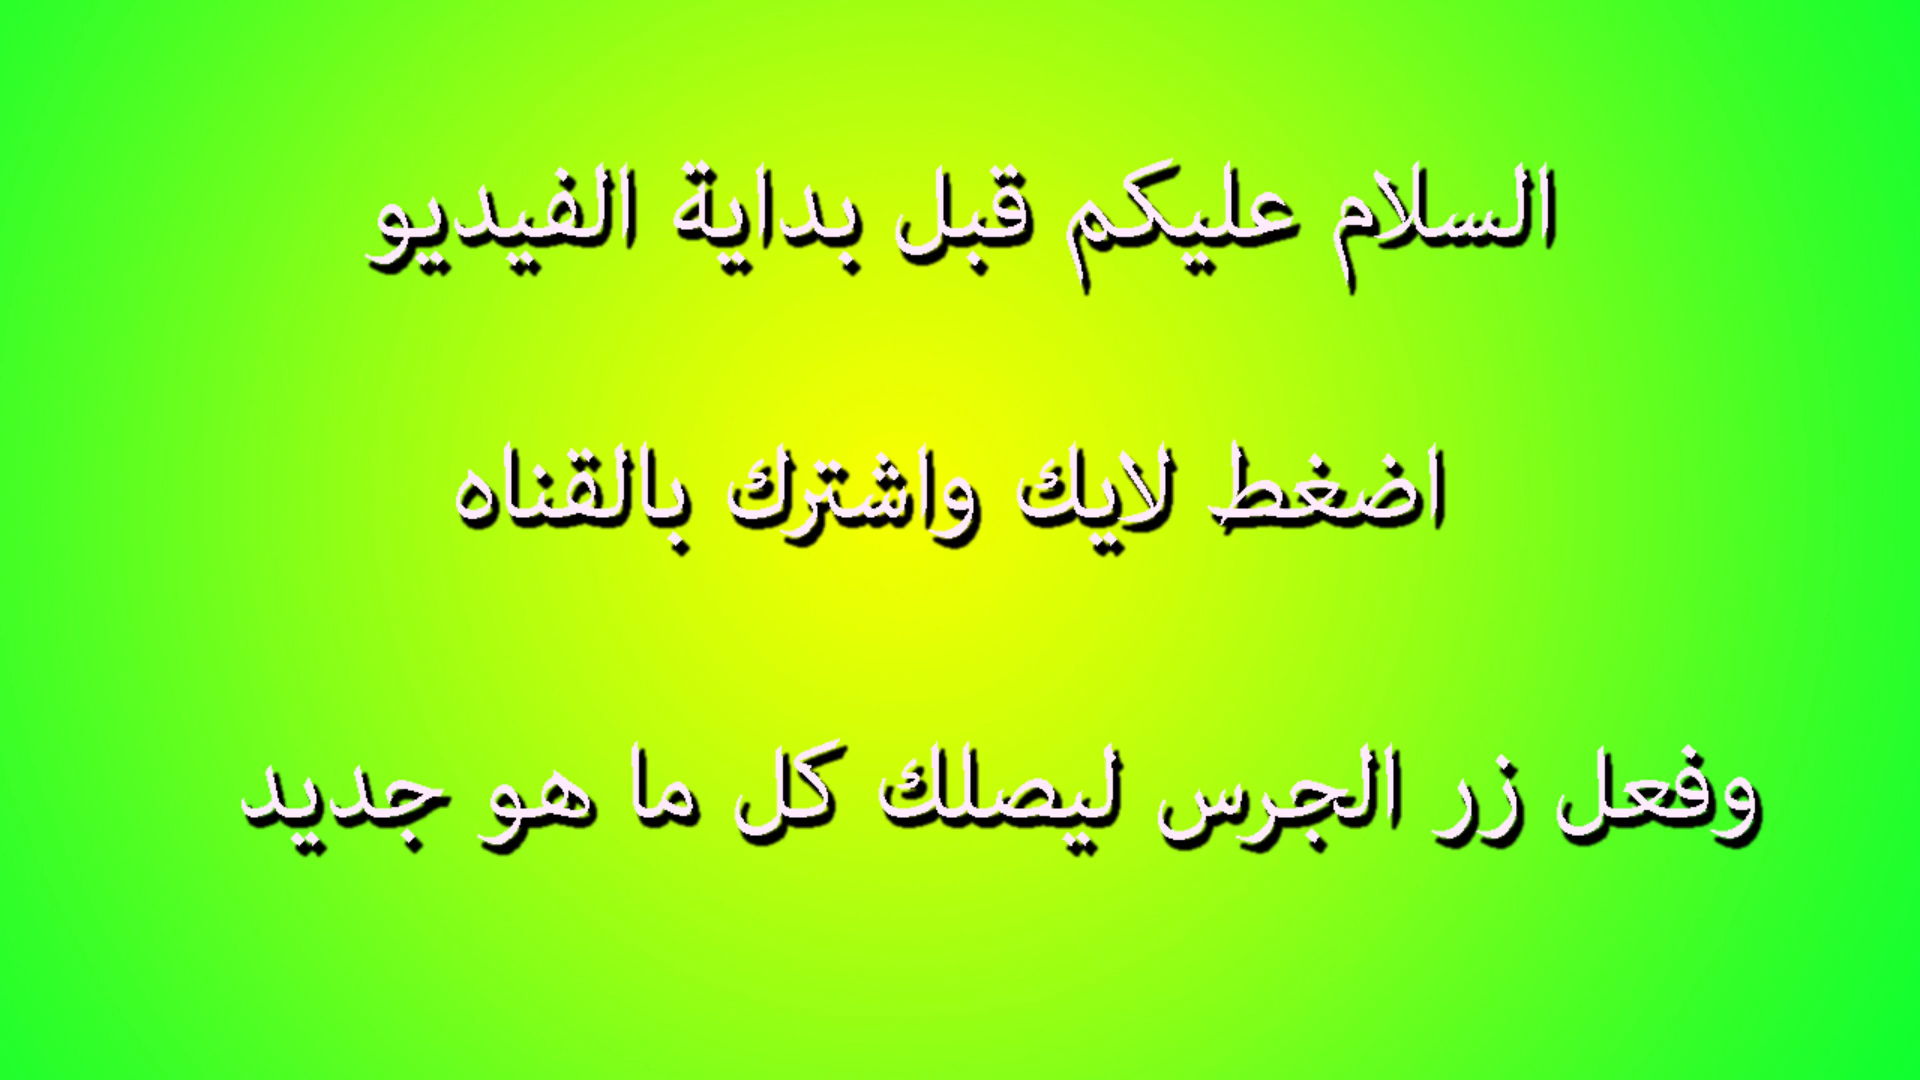 السلام عليكم قبل بداية الفيديو
اضغط لايك واشترك بالقناه
وفعل زر الجرس ليصلك كل ما هو جديد